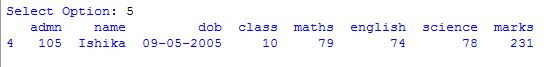 Select Option: 5
admn name dob class maths english science marks
4 105 Ishika 09-05-2005 10 79 74 78 231